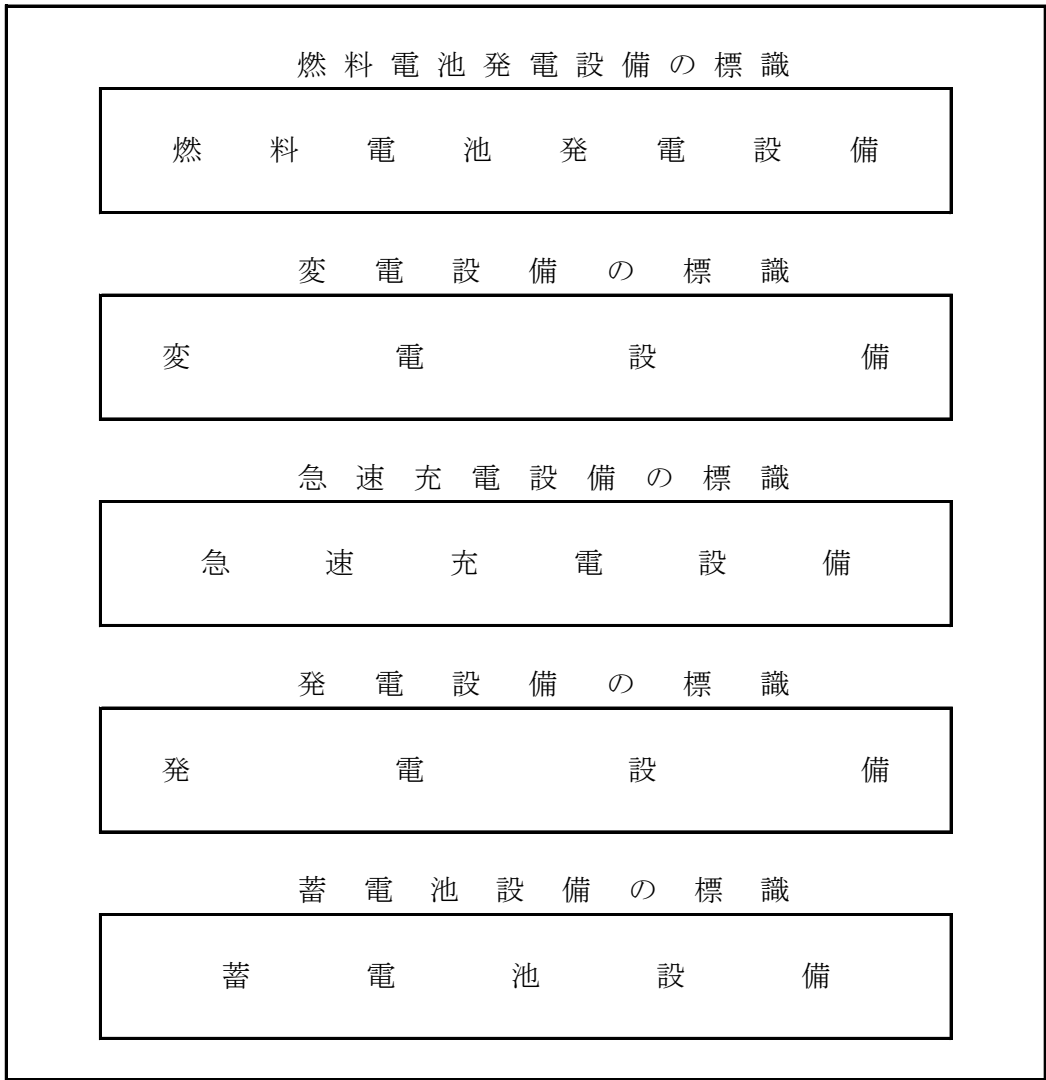 燃料電池発電設備の標識
燃料電池発電設備
変電設備の標識
変電設備
急速充電設備の標識
急速充電設備
発電設備の標識
発電設備
蓄電池設備の標識
蓄電池設備